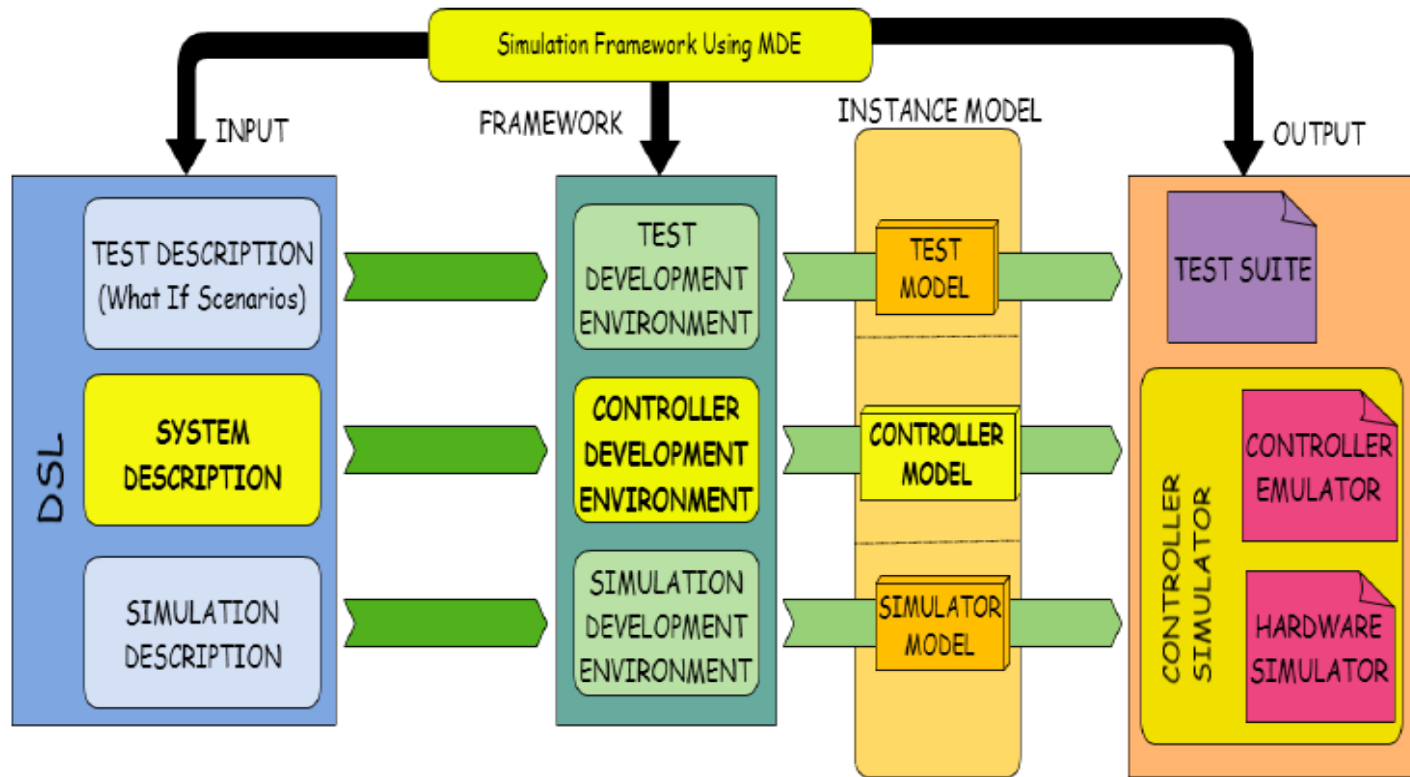 Simulation Framework Using MDE
INPUT
FRAMEWORK
INSTANCE MODEL
OUTPUT
DSL
TEST DESCRIPTION
(What If Scenarios)
SYSTEM
DESCRIPTION
SIMULATION
DESCRIPTION
TEST
DEVELOPMENT
ENVIRONMENT
CONTROLLER
DEVELOPMENT
ENVIRONMENT
SIMULATION
DEVELOPMENT
ENVIRONMENT
TEST
MODEL
CONTROLLER
MODEL
SIMULATOR
MODEL
TEST SUITE
CONTROLLER
SIMULATOR
CONTROLLER
EMULATOR
HARDWARE
SIMULATOR